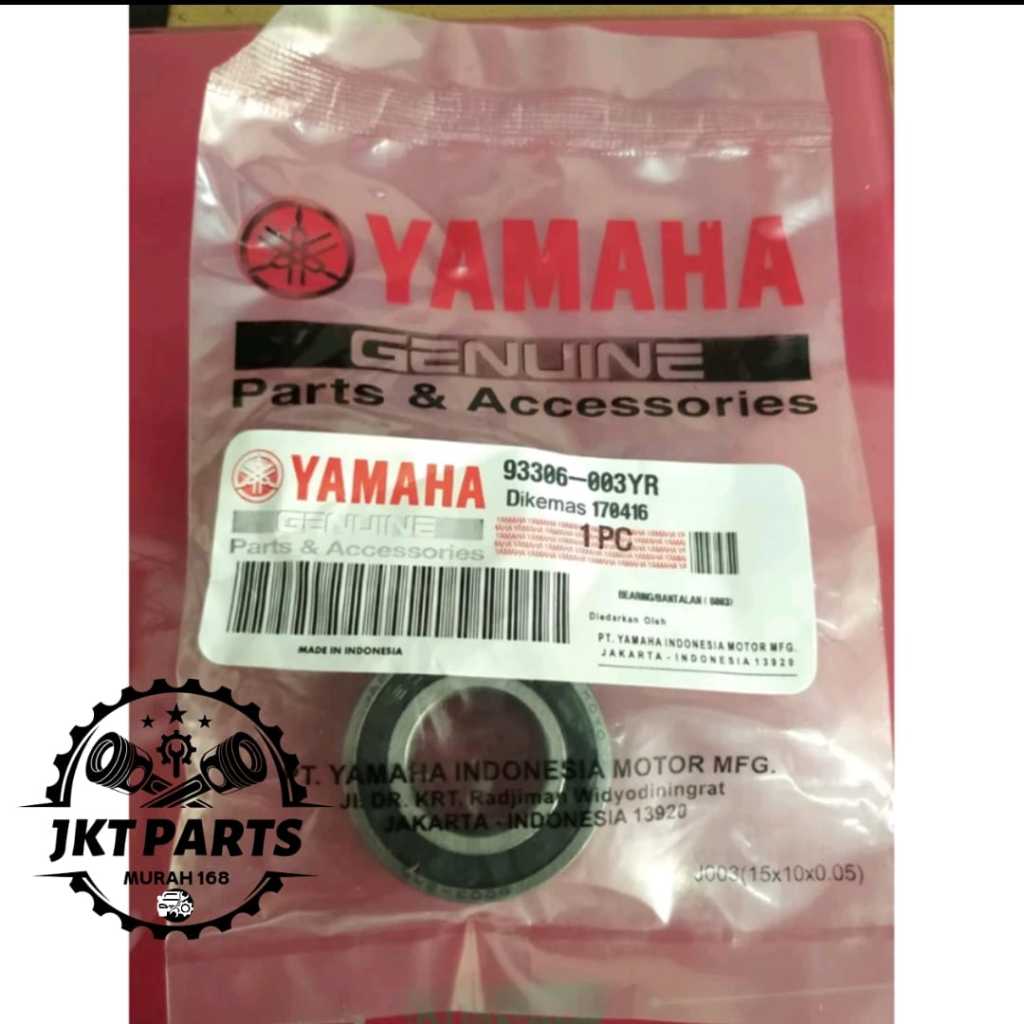 YAMAHA
GENUINE
Parts & Accessories
YAMAHA
GENUINE
Parts & Accessories
93306-003YR
Dikemas 170416
1 PC
BEARING/BANTALAN ( 6003)
Diedarkan Oleh
PT. YAMAHA INDONESIA MOTOR MFG.
JAKARTA - INDONESIA 13920
MADE IN INDONESIA
PT. YAMAHA INDONESIA MOTOR MFG.
Jl. DR. KRT. Radjiman Widyodiningrat
JAKARTA - INDONESIA 13920
J003(15x10x0.05)
JKT PARTS
MURAH 168